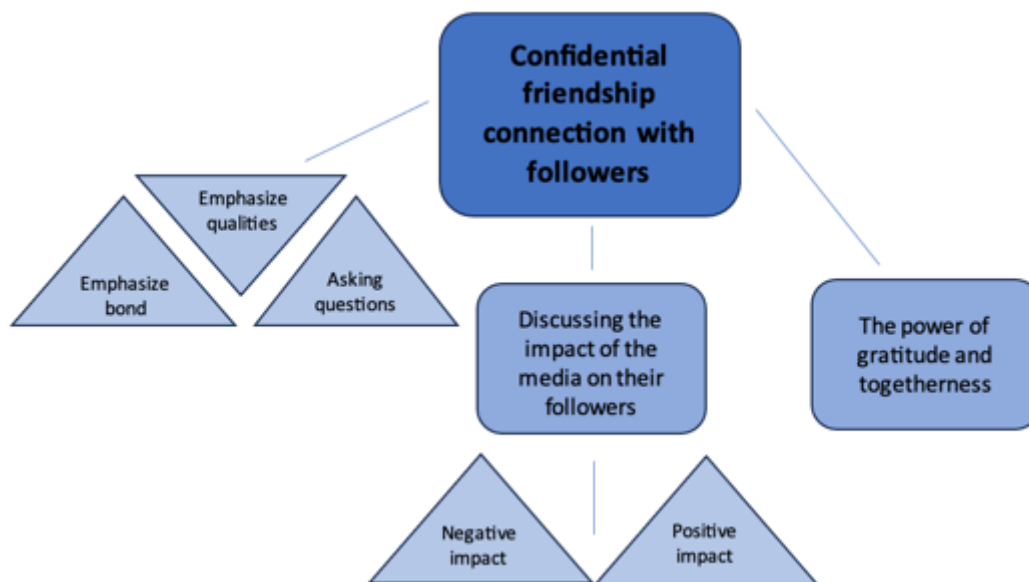 Confidential
friendship
connection with
followers
Emphasize
qualities
Emphasize
bond
Asking
questions
Discussing the
impact of the
media on their
followers
The power of
gratitude and
togetherness
Negative
impact
Positive
impact